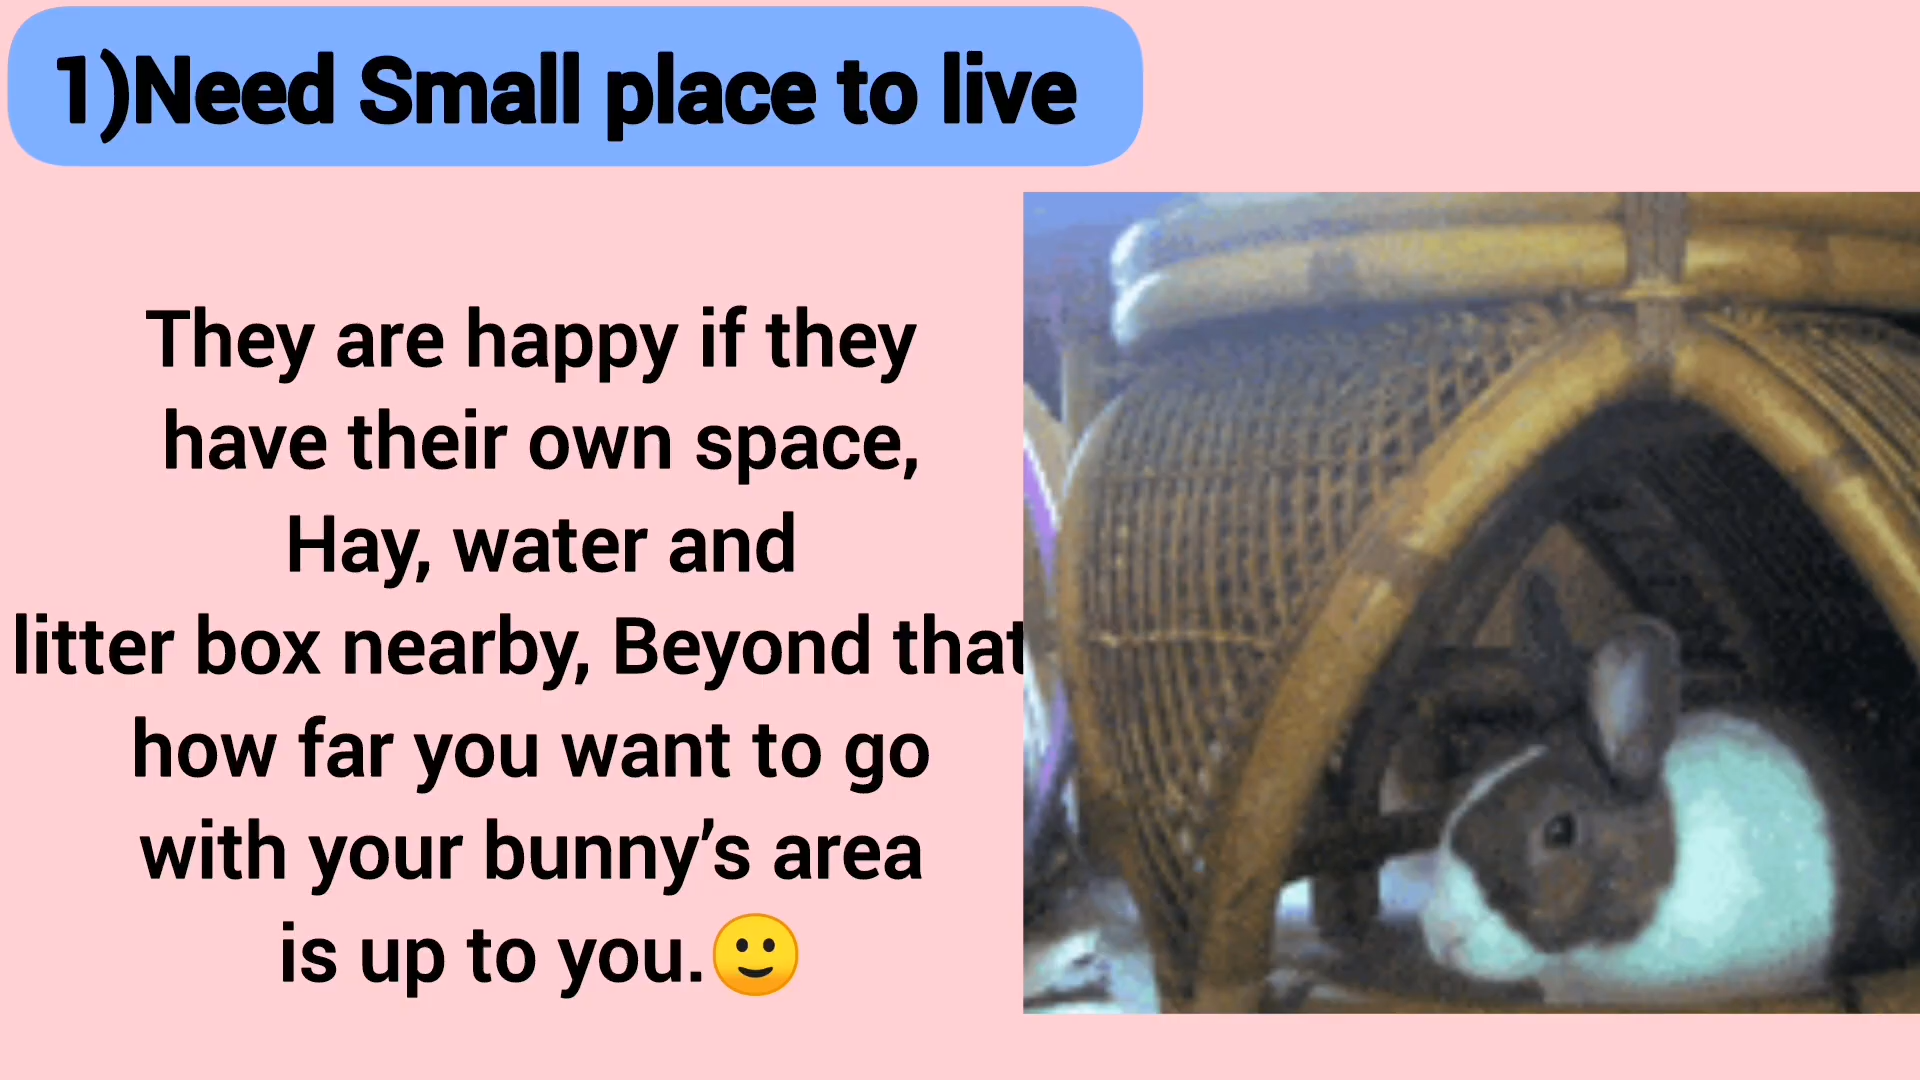 1)Need Small place to live
They are happy if they
have their own space,
Hay, water and
litter box nearby, Beyond that
how far you want to go
with your bunny’s area
is up to you.🙂